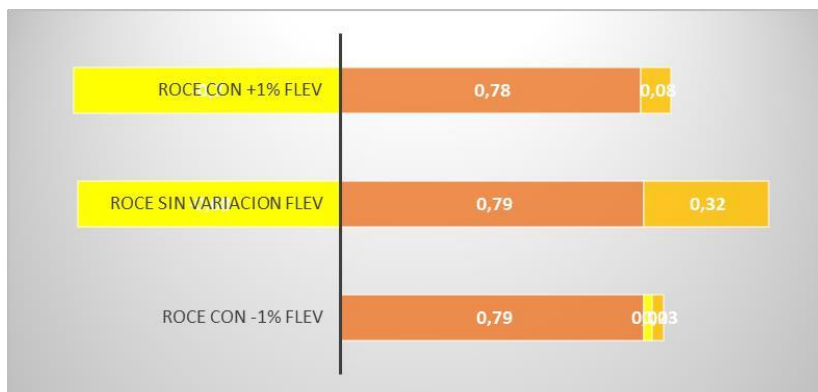 ROCE CON +1% FLEV 0,78 0,08
ROCE SIN VARIACION FLEV 0,79 0,32
ROCE CON -1% FLEV 0,79